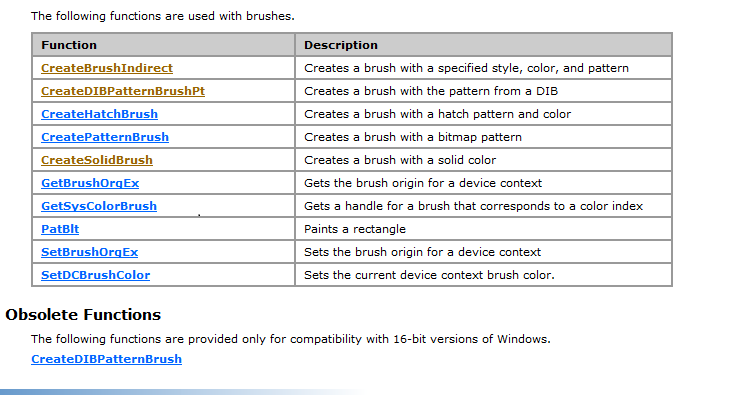 The following functions are used with brushes.
Function Description
CreateBrushIndirect Creates a brush with a specified style, color, and pattern
CreateDIBPatternBrushPt Creates a brush with the pattern from a DIB
CreateHatchBrush Creates a brush with a hatch pattern and color
CreatePatternBrush Creates a brush with a bitmap pattern
CreateSolidBrush Creates a brush with a solid color
GetBrushOrgEx Gets the brush origin for a device context
GetSysColorBrush Gets a handle for a brush that corresponds to a color index
PatBlt Paints a rectangle
SetBrushOrgEx Sets the brush origin for a device context
SetDCBrushColor Sets the current device context brush color.
Obsolete Functions
The following functions are provided only for compatibility with 16-bit versions of Windows.
CreateDIBPatternBrush